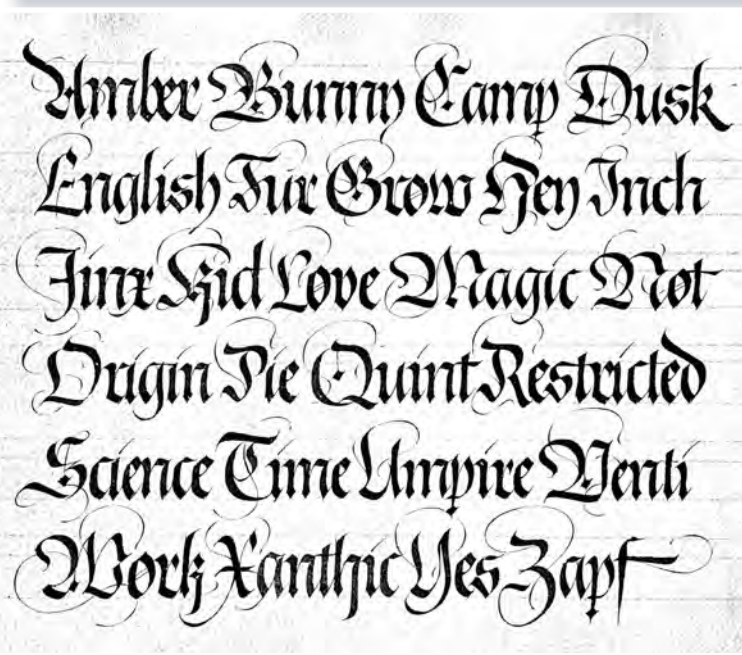 Amber Bunny Camp Dusk
English Fur Grow Hey Inch
Jinx Kid Love Magic Not
Origin Pie Quint Restricted
Science Time Umpire Venti
Work Xanthic Yes Zapf